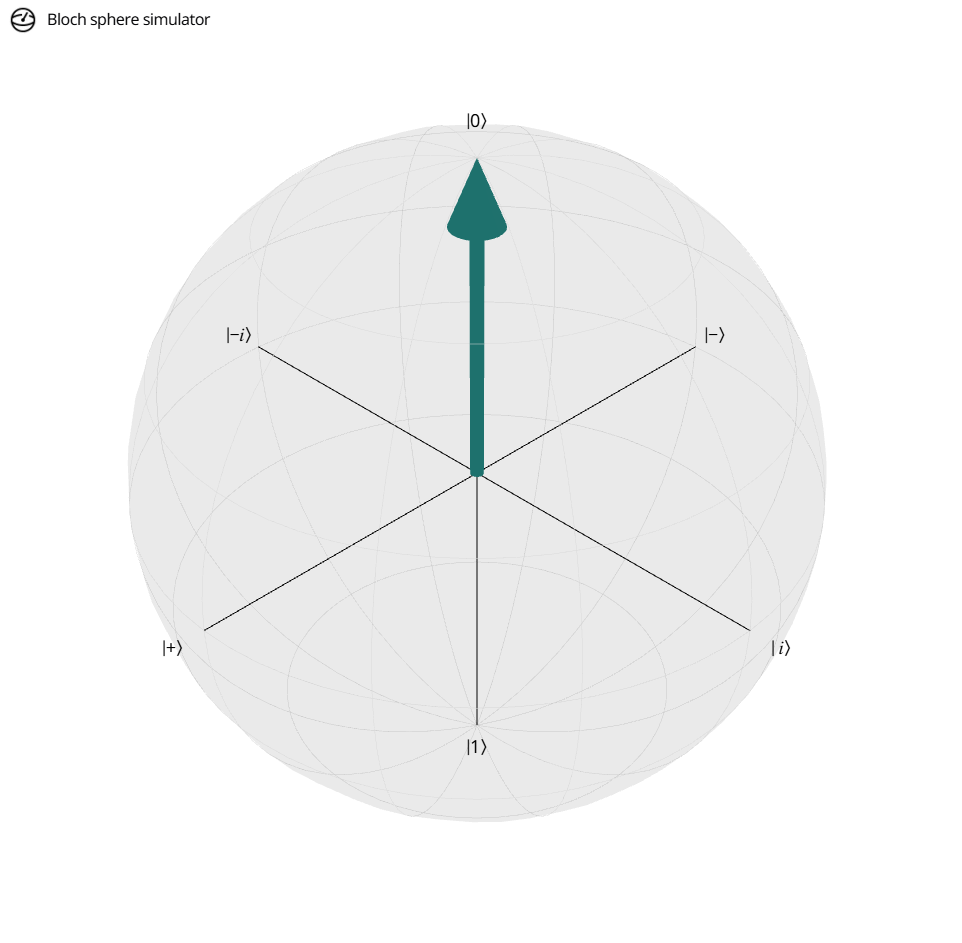 Bloch sphere simulator
|0⟩
|−i⟩
|−⟩
|+⟩
|i⟩
|1⟩